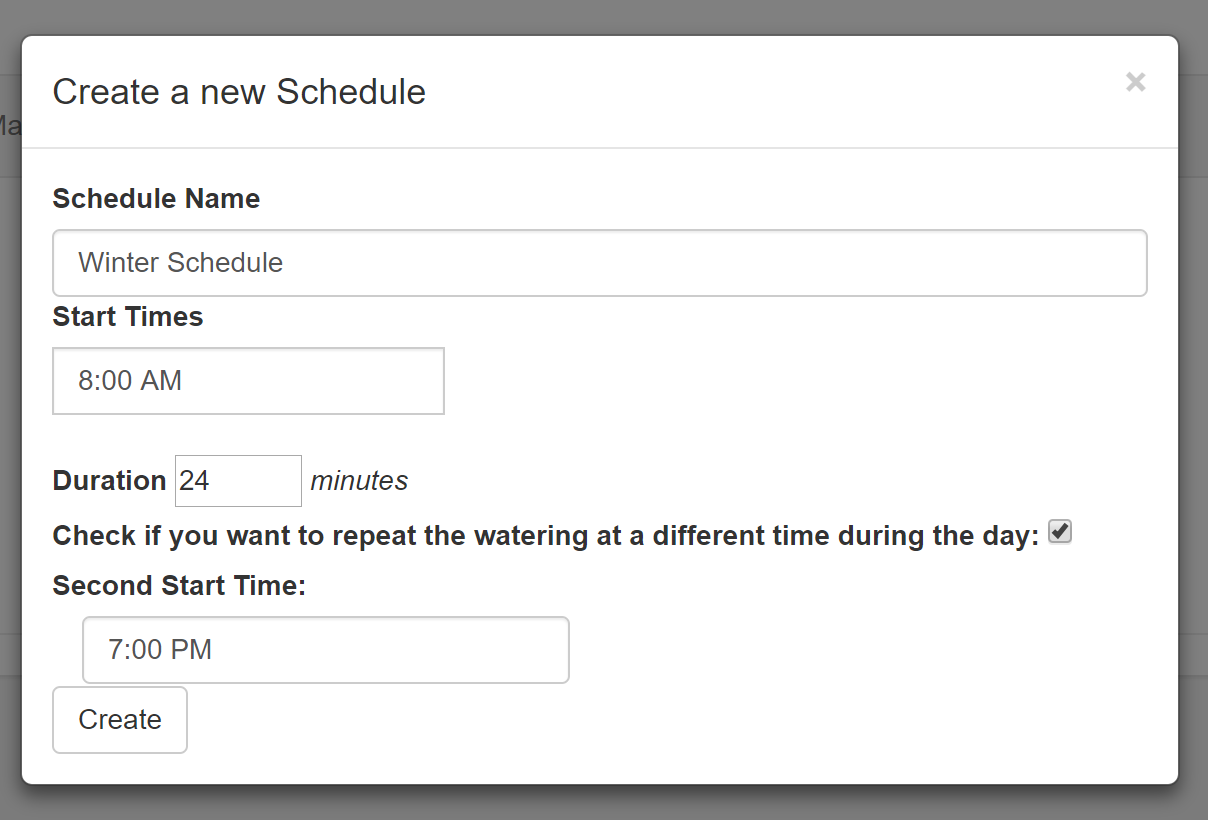 Create a new Schedule ×
Ma
Schedule Name
Winter Schedule
Start Times
8:00 AM
Duration 24 minutes
Check if you want to repeat the watering at a different time during the day:
Second Start Time:
7:00 PM
Create